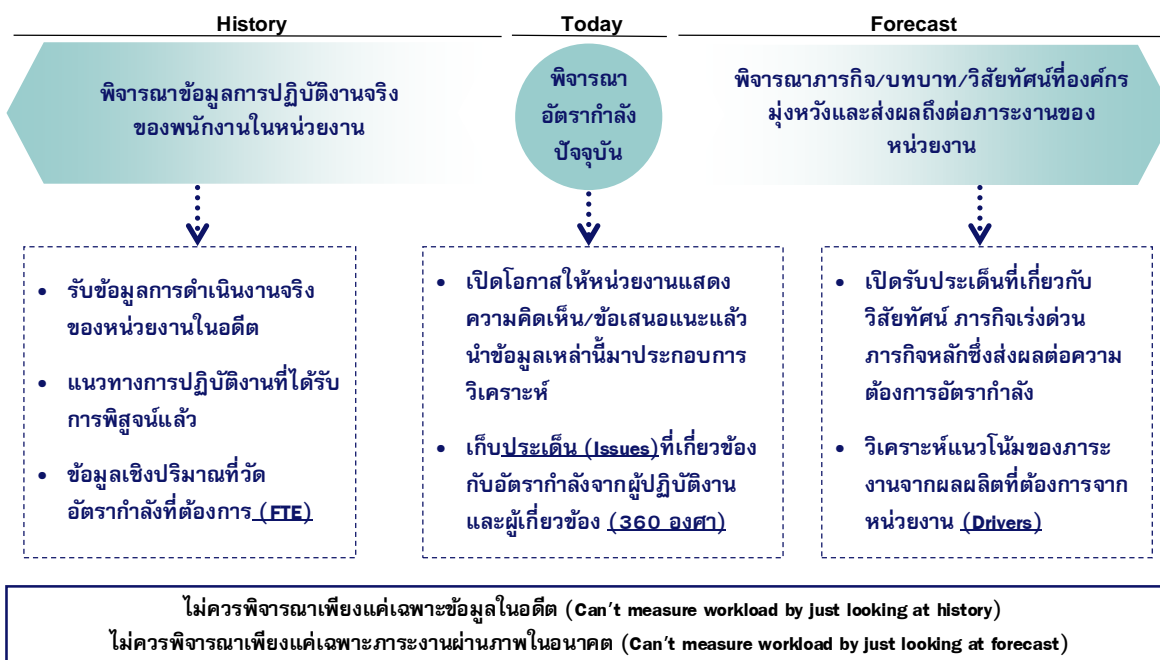 History
Today
Forecast
พิจารณาข้อมูลการปฏิบัติงานจริง
ของพนักงานในหน่วยงาน
พิจารณา
อัตรากำลัง
ปัจจุบัน
พิจารณาภารกิจ/บทบาท/วิสัยทัศน์ที่องค์กร
มุ่งหวังและส่งผลถึงต่อภาระงานของ
หน่วยงาน
• รับข้อมูลการดำเนินงานจริง
ของหน่วยงานในอดีต
• แนวทางการปฏิบัติงานที่ได้รับ
การพิสูจน์แล้ว
• ข้อมูลเชิงปริมาณที่วัด
อัตรากำลังที่ต้องการ (FTE)
• เปิดโอกาสให้หน่วยงานแสดง
ความคิดเห็น/ข้อเสนอแนะแล้ว
นำข้อมูลเหล่านี้มาประกอบการ
วิเคราะห์
• เก็บประเด็น (Issues)ที่เกี่ยวข้อง
กับอัตรากำลังจากผู้ปฏิบัติงาน
และผู้เกี่ยวข้อง (360 องศา)
• เปิดรับประเด็นที่เกี่ยวกับ
วิสัยทัศน์ ภารกิจเร่งด่วน
ภารกิจหลักซึ่งส่งผลต่อความ
ต้องการอัตรากำลัง
• วิเคราะห์แนวโน้มของภาระ
งานจากผลผลิตที่ต้องการจาก
หน่วยงาน (Drivers)
ไม่ควรพิจารณาเพียงแค่เฉพาะข้อมูลในอดีต (Can't measure workload by just looking at history)
ไม่ควรพิจารณาเพียงแค่เฉพาะภาระงานผ่านภาพในอนาคต (Can't measure workload by just looking at forecast)